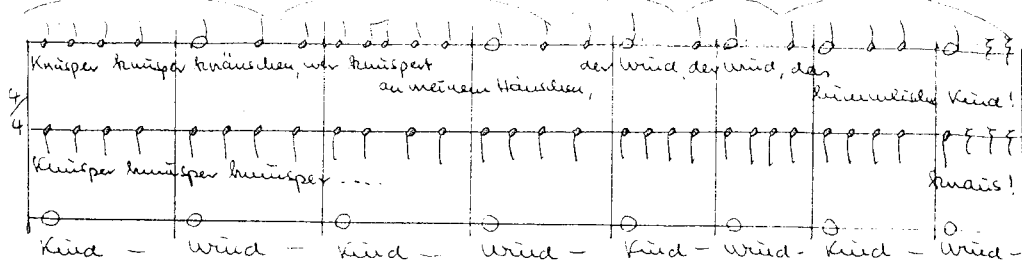 Knusper knusper knäuschen, wer knuspert
an meinem Häuschen,
der Wind, der Wind, das
himmlische Kind!
4/4
Knusper knusper knusper ....
knaus!
Kind – Wind – Kind – Wind – Kind – Wind – Kind – Wind –